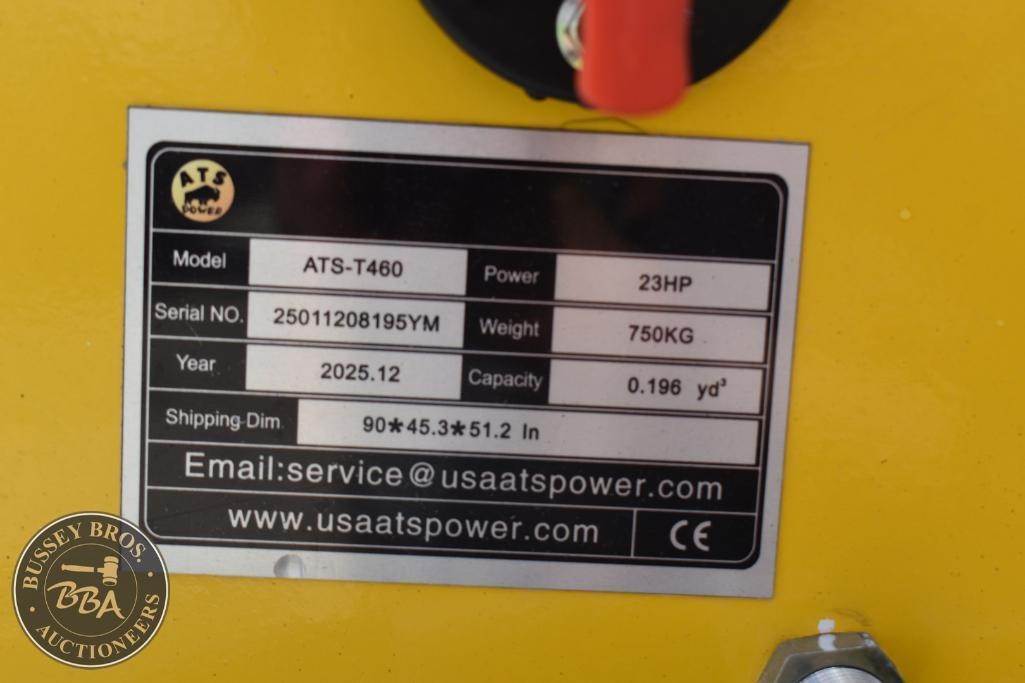 ATS
POWER
Model ATS-T460 Power 23HP
Serial NO. 25011208195YM Weight 750KG
Year 2025.12 Capacity 0.196 yd³
Shipping Dim 90*45.3*51.2 In
Email:service@usaatspower.com
www.usaatspower.com CE
BUSSEY BROS.
BBA
AUCTIONEERS